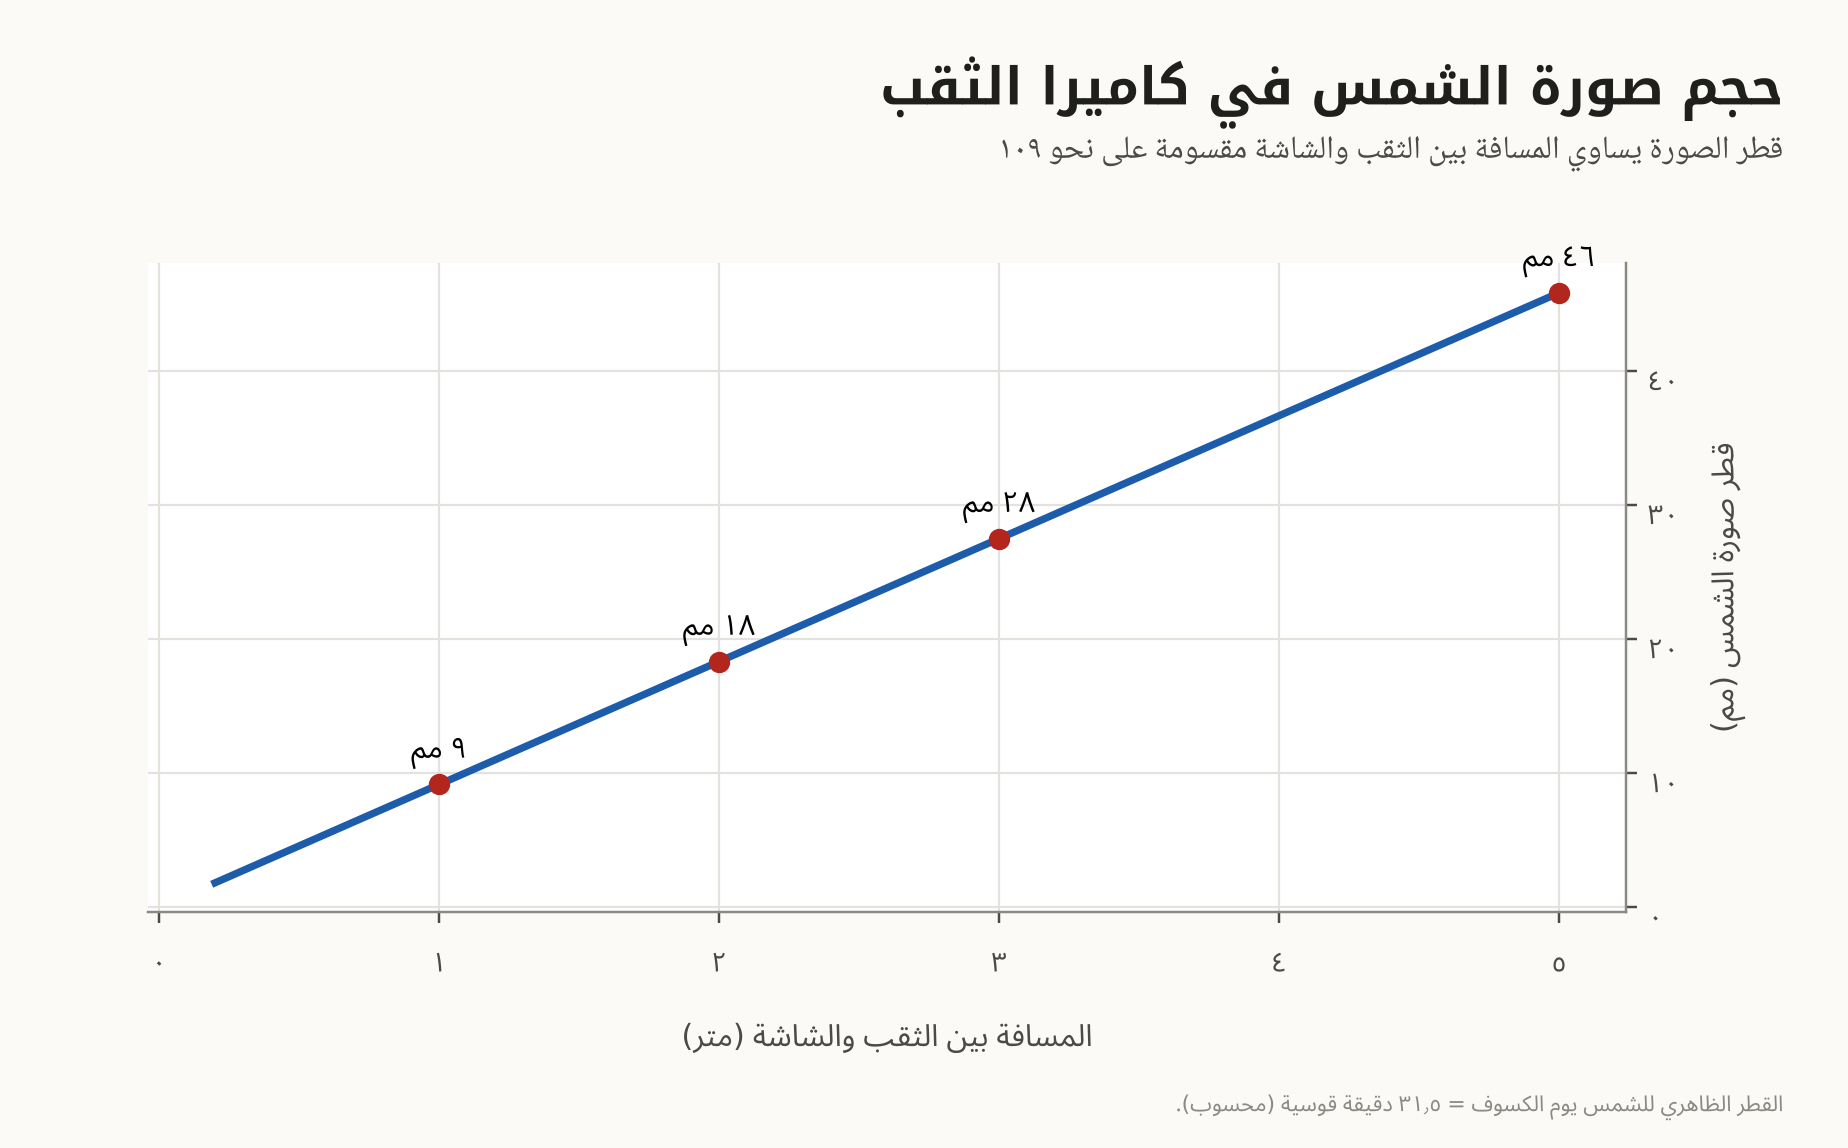 حجم صورة الشمس في كاميرا الثقب
قطر الصورة يساوي المسافة بين الثقب والشاشة مقسومة على نحو ١٠٩
٤٦ مم
٢٨ مم
١٨ مم
٩ مم
٤٠
٣٠
٢٠
١٠
٠
قطر صورة الشمس (مم)
٠
١
٢
٣
٤
٥
المسافة بين الثقب والشاشة (متر)
القطر الظاهري للشمس يوم الكسوف = ٣١٫٥ دقيقة قوسية (محسوب).